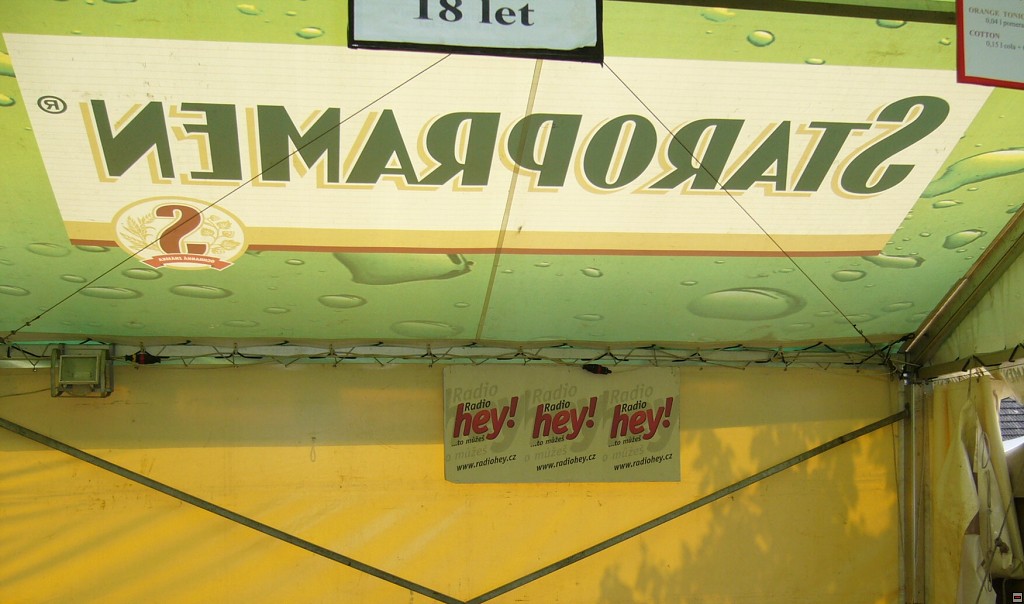 18 let
ORANGE TONIC
COTTON
STAROPRAMEN ®
S
Radio Radio Radio
hey! hey! hey!
...to můžeš ...to můžeš ...to můžeš
www.radiohey.cz www.radiohey.cz www.radiohey.cz